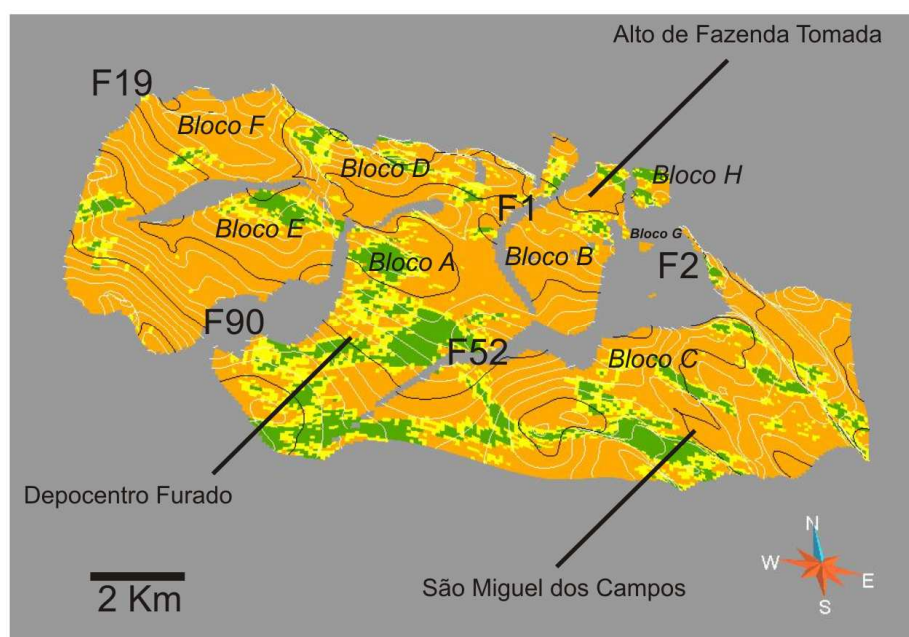 Alto de Fazenda Tomada
F19
Bloco F
Bloco D
Bloco H
F1
Bloco E
Bloco G
Bloco A
Bloco B
F2
F90
F52
Bloco C
Depocentro Furado
São Miguel dos Campos
2 Km
N
W
E
S